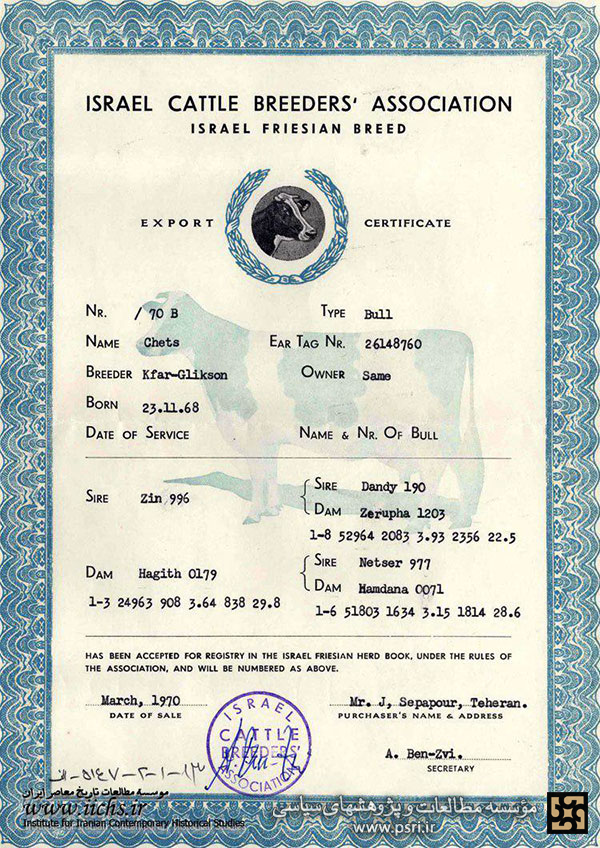 ISRAEL CATTLE BREEDERS' ASSOCIATION
ISRAEL FRIESIAN BREED
EXPORT CERTIFICATE
NR. / 70 B TYPE Bull
NAME Chets EAR TAG NR. 26148760
BREEDER Kfar-Glikson OWNER Same
BORN 23.11.68
DATE OF SERVICE NAME & NR. OF BULL
SIRE Zin 996
SIRE Dandy 190
DAM Zerupha 1203
1-8 52964 2083 3.93 2356 22.5
DAM Hagith 0179
1-3 24963 908 3.64 838 29.8
SIRE Netser 977
DAM Hamdana 0071
1-6 51803 1634 3.15 1814 28.6
HAS BEEN ACCEPTED FOR REGISTRY IN THE ISRAEL FRIESIAN HERD BOOK, UNDER THE RULES OF
THE ASSOCIATION, AND WILL BE NUMBERED AS ABOVE.
March, 1970
DATE OF SALE
Mr. J, Sepapour, Teheran.
PURCHASER'S NAME & ADDRESS
ISRAEL
CATTLE
BREEDERS'
ASSOCIATION
A. Ben-Zvi.
SECRETARY
موسسه مطالعات تاریخ معاصر ایران
www.iichs.ir
Institute for Iranian Contemporary Historical Studies
موسسه مطالعات و پژوهشهای سیاسی
www.psri.ir